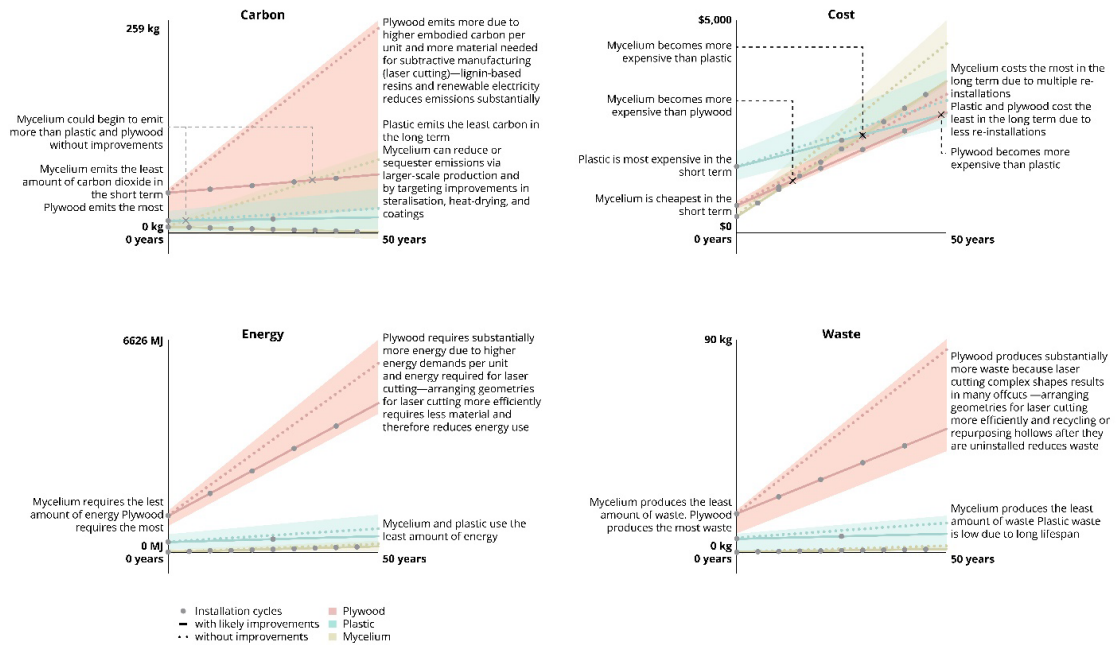 Carbon
259 kg
Plywood emits more due to
higher embodied carbon per
unit and more material needed
for subtractive manufacturing
(laser cutting)—lignin-based
resins and renewable electricity
reduces emissions substantially
Mycelium could begin to emit
more than plastic and plywood
without improvements
Plastic emits the least carbon in
the long term
Mycelium can reduce or
sequester emissions via
larger-scale production and
by targeting improvements in
steralisation, heat-drying, and
coatings
Mycelium emits the least
amount of carbon dioxide in
the short term
Plywood emits the most
0 kg
0 years
50 years
Cost
$5,000
Mycelium becomes more
expensive than plastic
Mycelium becomes more
expensive than plywood
Mycelium costs the most in the
long term due to multiple re-
installations
Plastic and plywood cost the
least in the long term due to
less re-installations
Plywood becomes more
expensive than plastic
Plastic is most expensive in the
short term
Mycelium is cheapest in the
short term
$0
0 years
50 years
Energy
6626 MJ
Plywood requires substantially
more energy due to higher
energy demands per unit
and energy required for laser
cutting—arranging geometries
for laser cutting more efficiently
requires less material and
therefore reduces energy use
Mycelium requires the lest
amount of energy Plywood
requires the most
Mycelium and plastic use the
least amount of energy
0 MJ
0 years
50 years
Waste
90 kg
Plywood produces substantially
more waste because laser
cutting complex shapes results
in many offcuts —arranging
geometries for laser cutting
more efficiently and recycling or
repurposing hollows after they
are uninstalled reduces waste
Mycelium produces the least
amount of waste. Plywood
produces the most waste
Mycelium produces the least
amount of waste Plastic waste
is low due to long lifespan
0 kg
0 years
50 years
Installation cycles
with likely improvements
without improvements
Plywood
Plastic
Mycelium